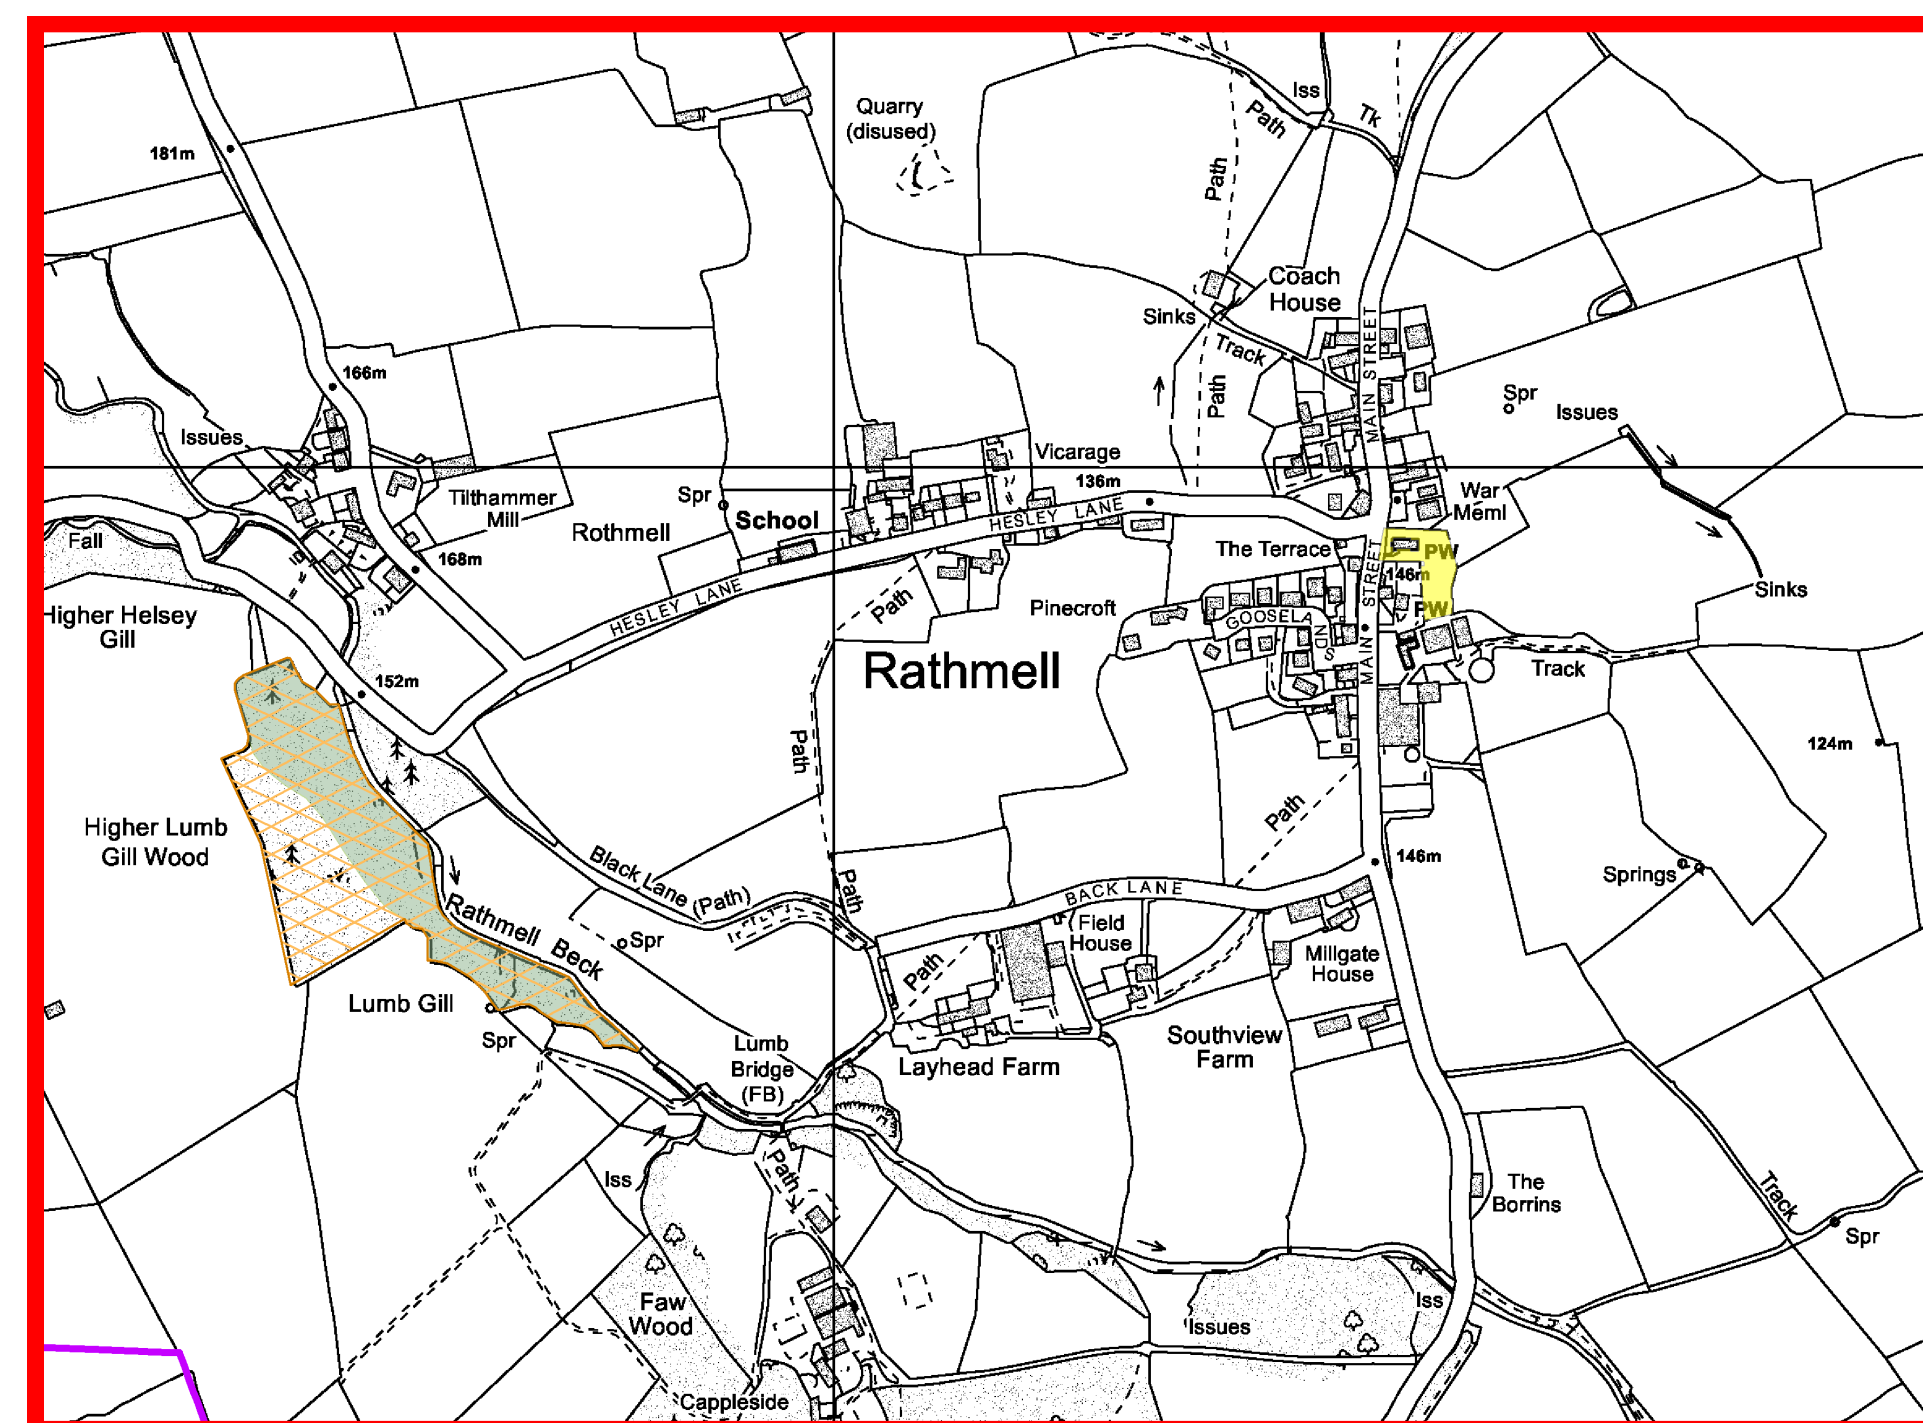 Quarry
(disused)
Iss
Path
Tk
181m
Path
Coach
House
Sinks
Track
MAIN STREET
166m
Path
Spr
Issues
Issues
Vicarage
136m
Tilthammer
Mill
Spr
School
Rothmell
HESLEY LANE
War
Meml
Fall
168m
The Terrace
PW
146m
STREET
Sinks
HESLEY LANE
Path
Pinecroft
GOOSELANDS
PW
Higher Helsey
Gill
Rathmell
MAIN
Track
152m
Path
124m
Higher Lumb
Gill Wood
Path
Black Lane (Path)
Path
BACK LANE
146m
Springs
Rathmell Beck
Spr
Path
Field
House
Millgate
House
Lumb Gill
Spr
Lumb
Bridge
(FB)
Layhead Farm
Southview
Farm
Path
Iss
The
Borrins
Track
Spr
Faw
Wood
Issues
Iss
Cappleside